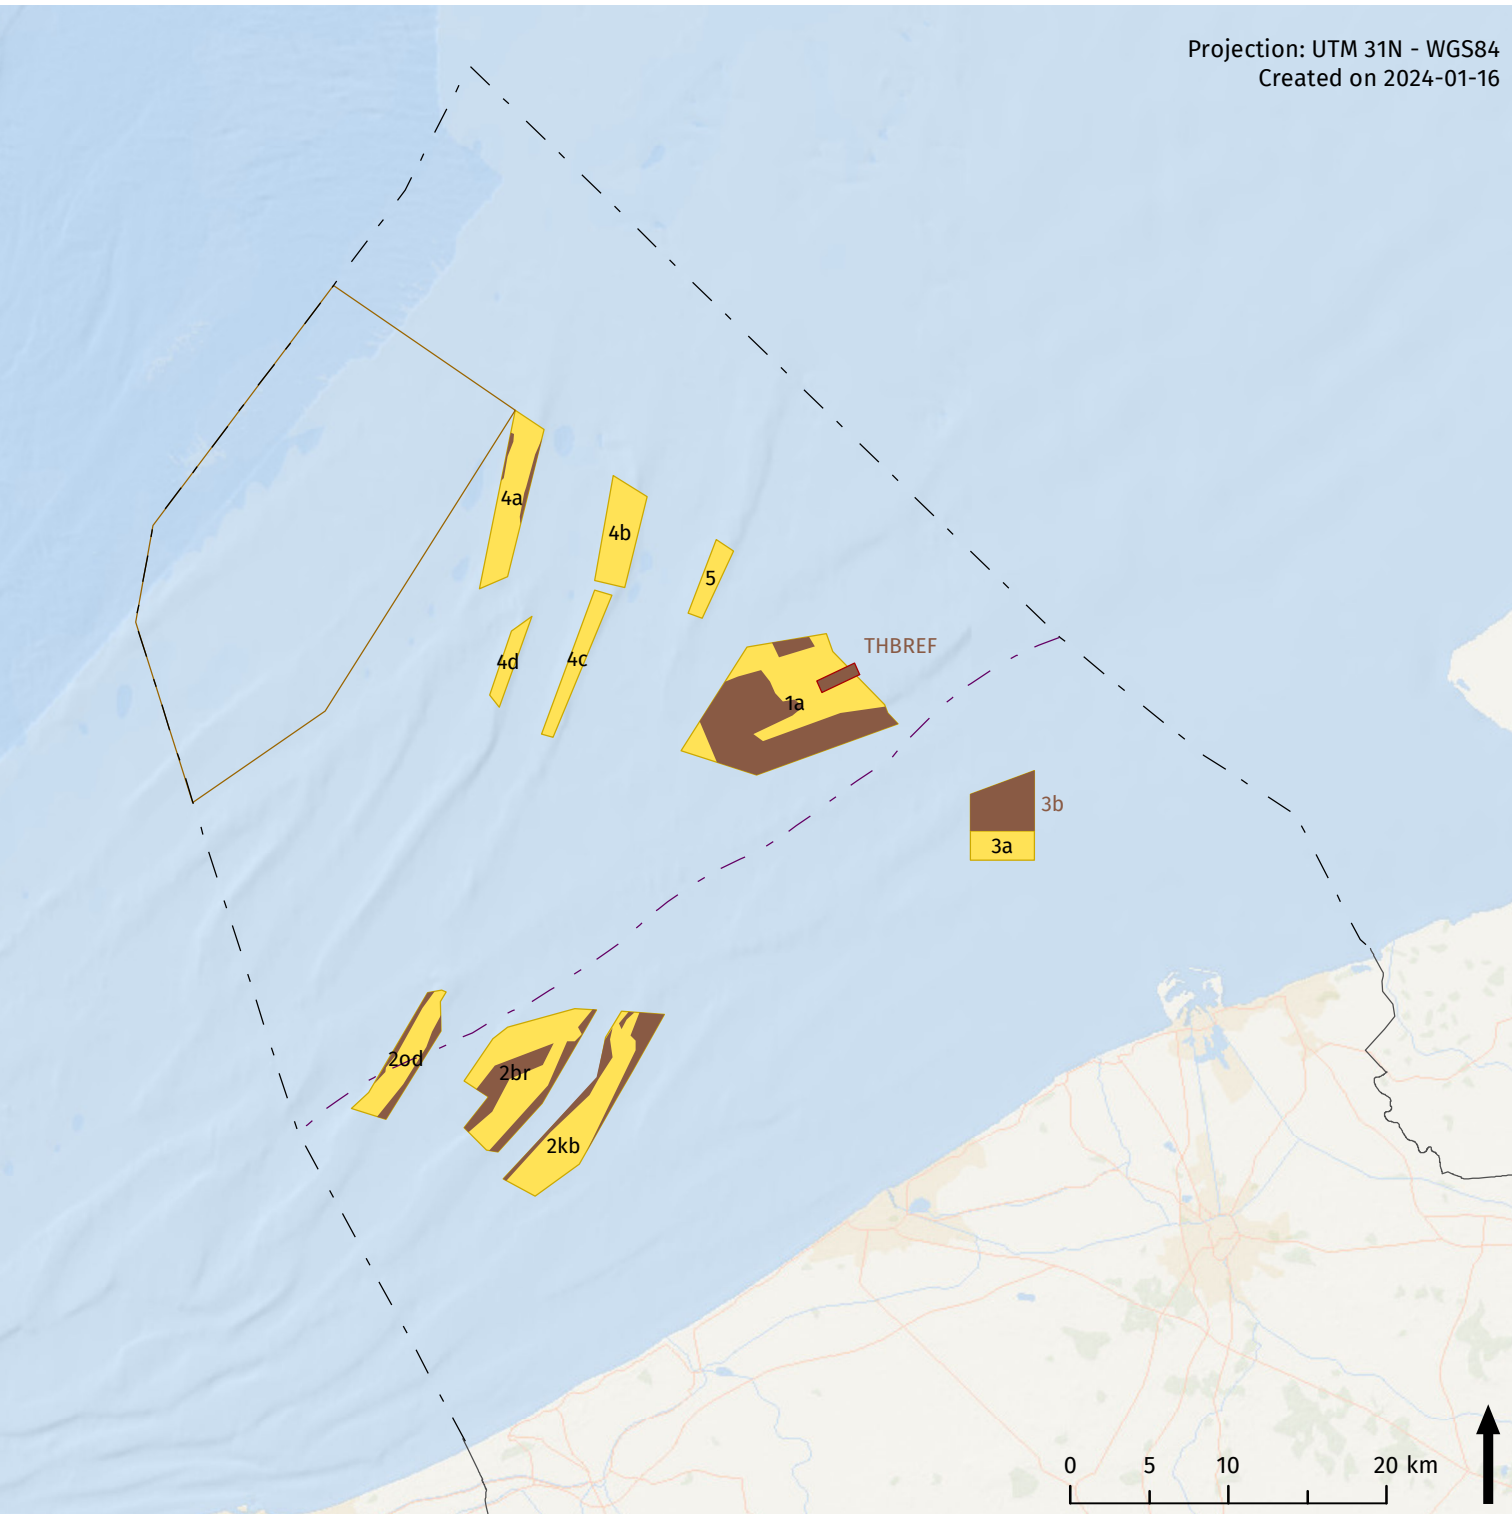 Projection: UTM 31N - WGS84
Created on 2024-01-16
4a
4b
5
THBREF
4d
4c
1a
3b
3a
2od
2br
2kb
0 5 10 20 km